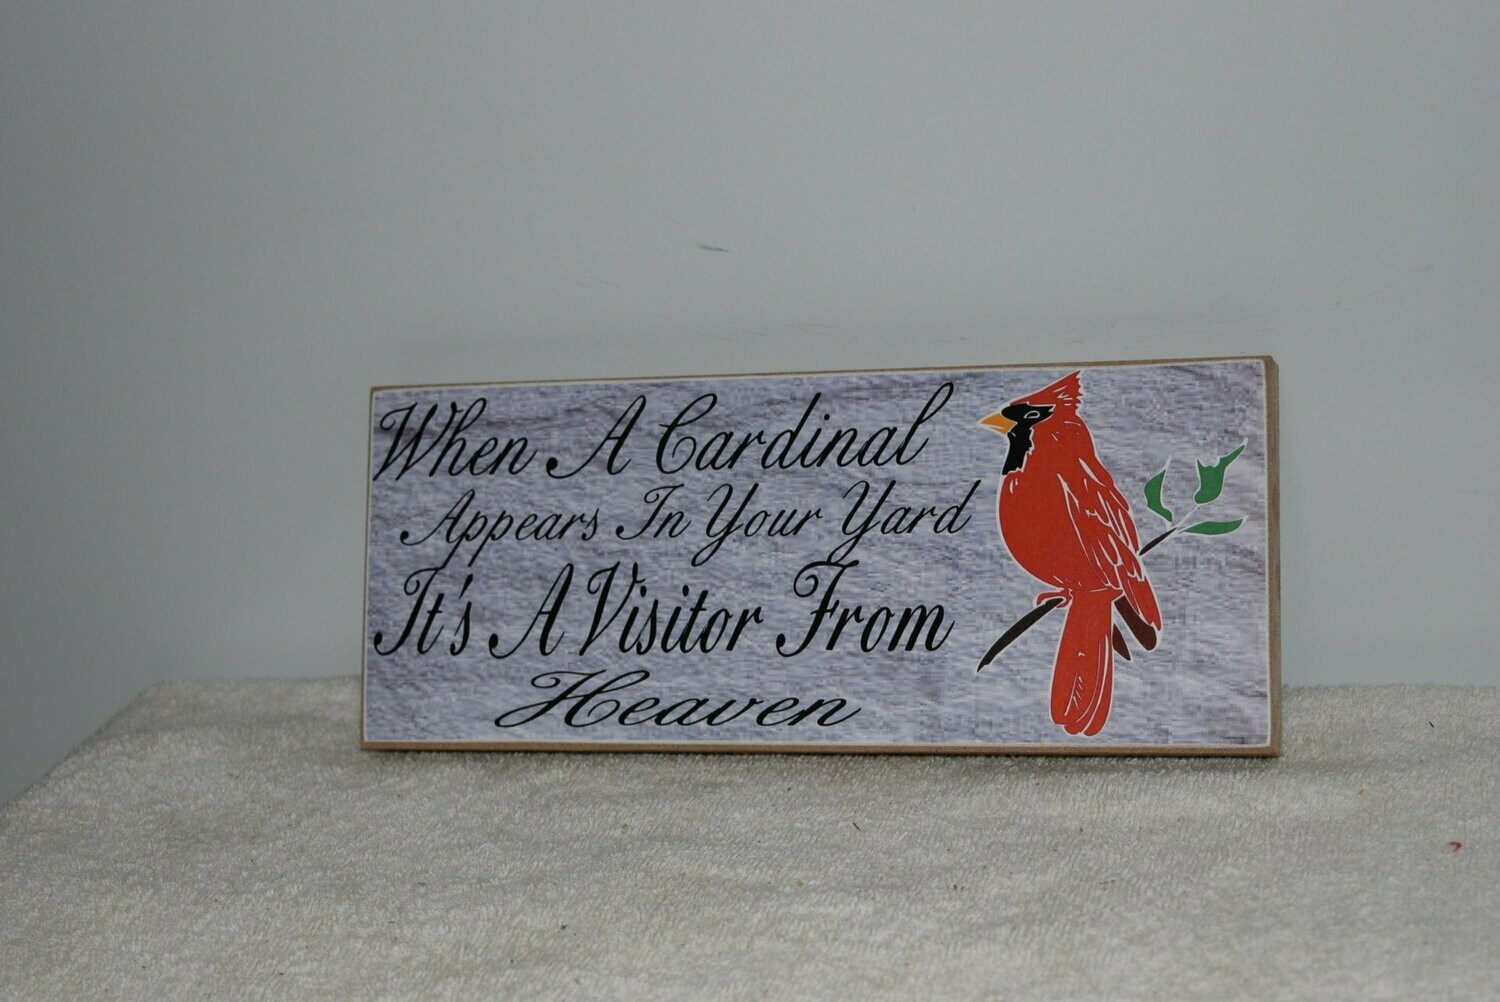 When A Cardinal
Appears In Your Yard
It's A Visitor From
Heaven